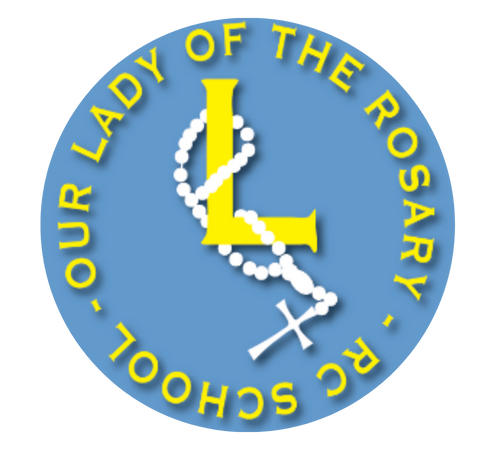 OUR LADY OF THE ROSARY - RC SCHOOL -
L